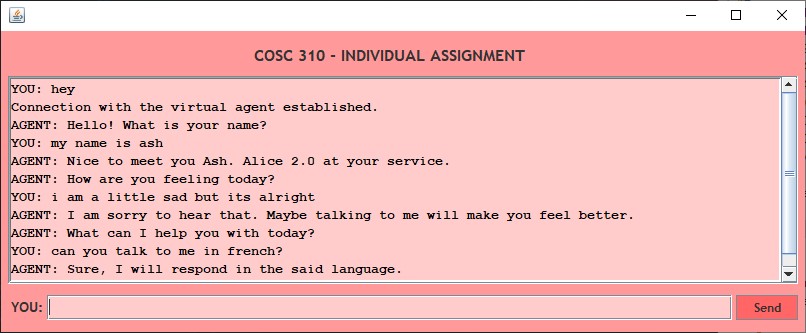 COSC 310 - INDIVIDUAL ASSIGNMENT
YOU: hey
Connection with the virtual agent established.
AGENT: Hello! What is your name?
YOU: my name is ash
AGENT: Nice to meet you Ash. Alice 2.0 at your service.
AGENT: How are you feeling today?
YOU: i am a little sad but its alright
AGENT: I am sorry to hear that. Maybe talking to me will make you feel better.
AGENT: What can I help you with today?
YOU: can you talk to me in french?
AGENT: Sure, I will respond in the said language.
YOU:
Send